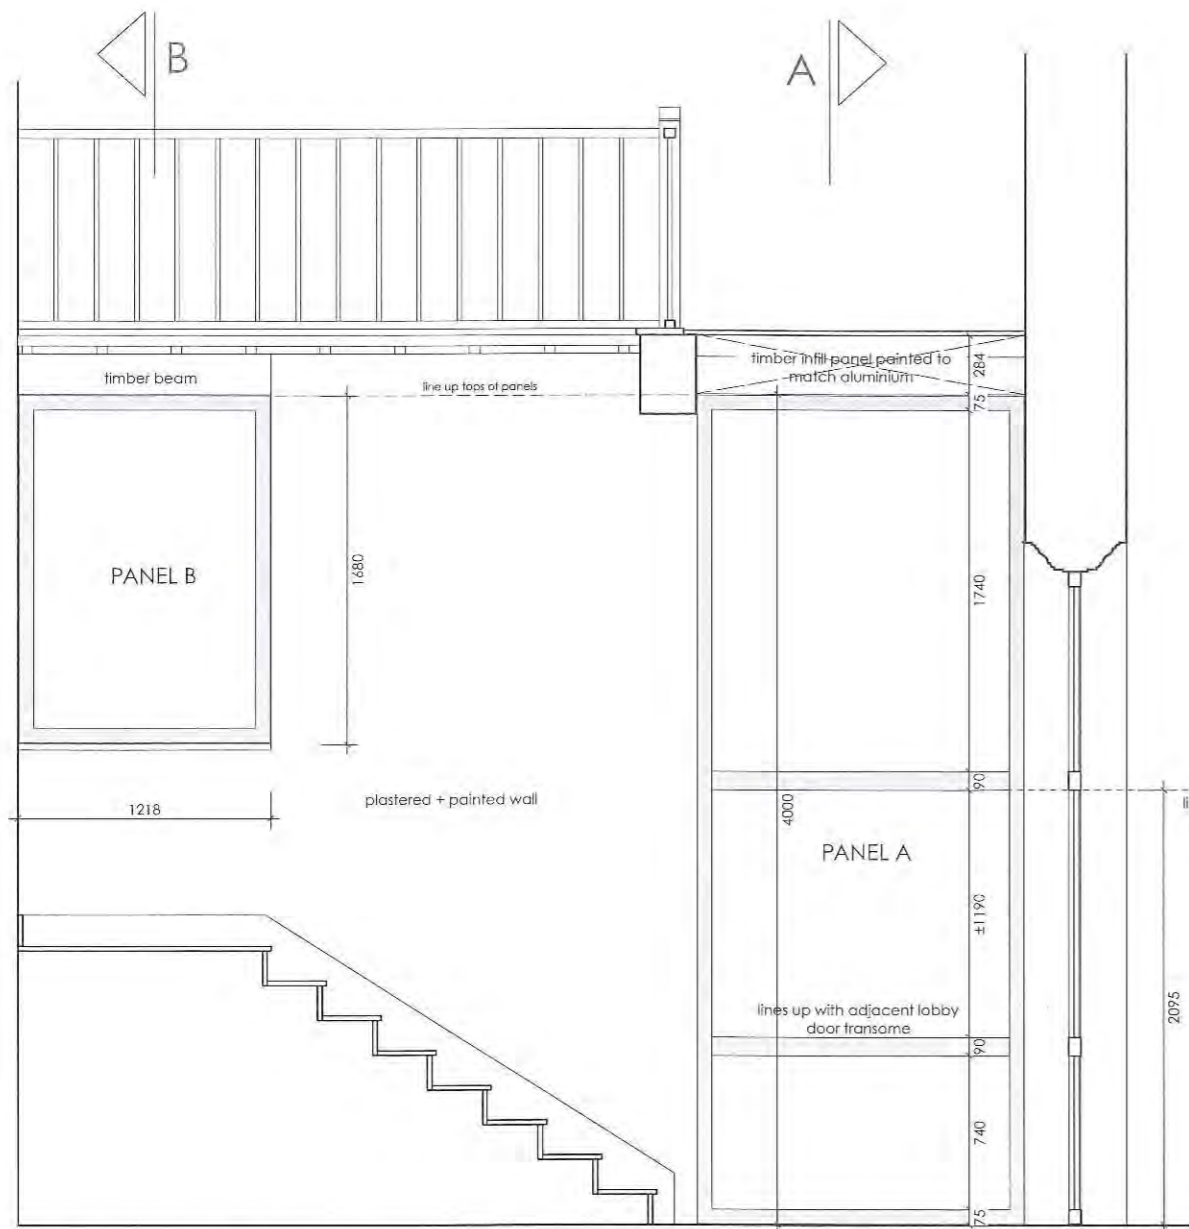 B
A
timber beam
line up tops of panels
timber infill panel painted to
match aluminium
284
75
PANEL B
1680
1740
1218
plastered + painted wall
90
4000
li
PANEL A
±1190
lines up with adjacent lobby
door transome
2095
90
740
75